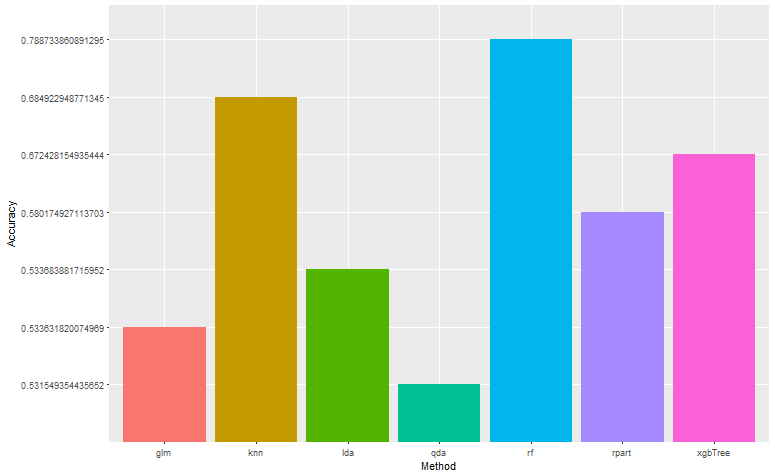 0.788733860891295
0.684922948771345
0.672428154935444
0.580174927113703
0.533683881715952
0.533631820074969
0.531549354435652
Accuracy
glm knn lda qda rf rpart xgbTree
Method